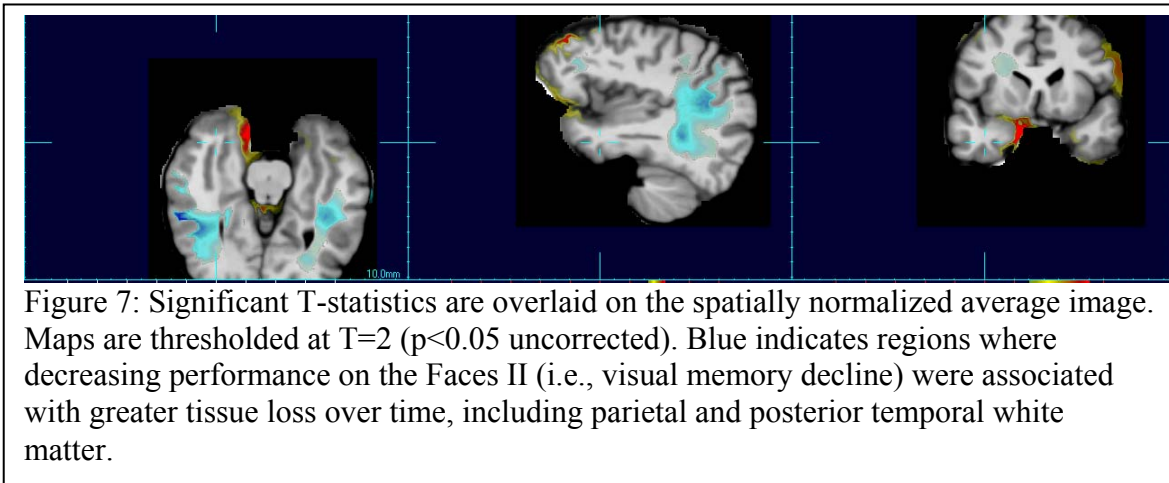 10.0mm
Figure 7: Significant T-statistics are overlaid on the spatially normalized average image.
Maps are thresholded at T=2 (p<0.05 uncorrected). Blue indicates regions where
decreasing performance on the Faces II (i.e., visual memory decline) were associated
with greater tissue loss over time, including parietal and posterior temporal white
matter.